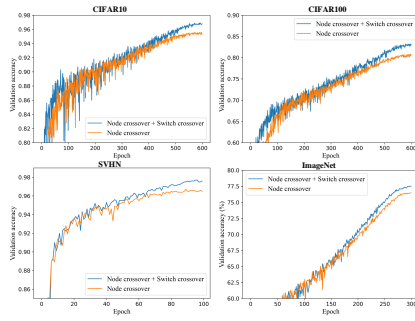 CIFAR10
0.98
0.96
0.94
0.92
0.90
0.88
0.86
0.84
0.82
0.80
Validation accuracy
Node crossover + Switch crossover
Node crossover
0 100 200 300 400 500 600
Epoch
CIFAR100
0.90
0.85
0.80
0.75
0.70
0.65
0.60
Validation accuracy
Node crossover + Switch crossover
Node crossover
0 100 200 300 400 500 600
Epoch
SVHN
0.98
0.96
0.94
0.92
0.90
0.88
0.86
Validation accuracy
Node crossover + Switch crossover
Node crossover
0 20 40 60 80 100
Epoch
ImageNet
80.0
77.5
75.0
72.5
70.0
67.5
65.0
62.5
60.0
Validation accuracy (%)
Node crossover + Switch crossover
Node crossover
0 50 100 150 200 250 300
Epoch